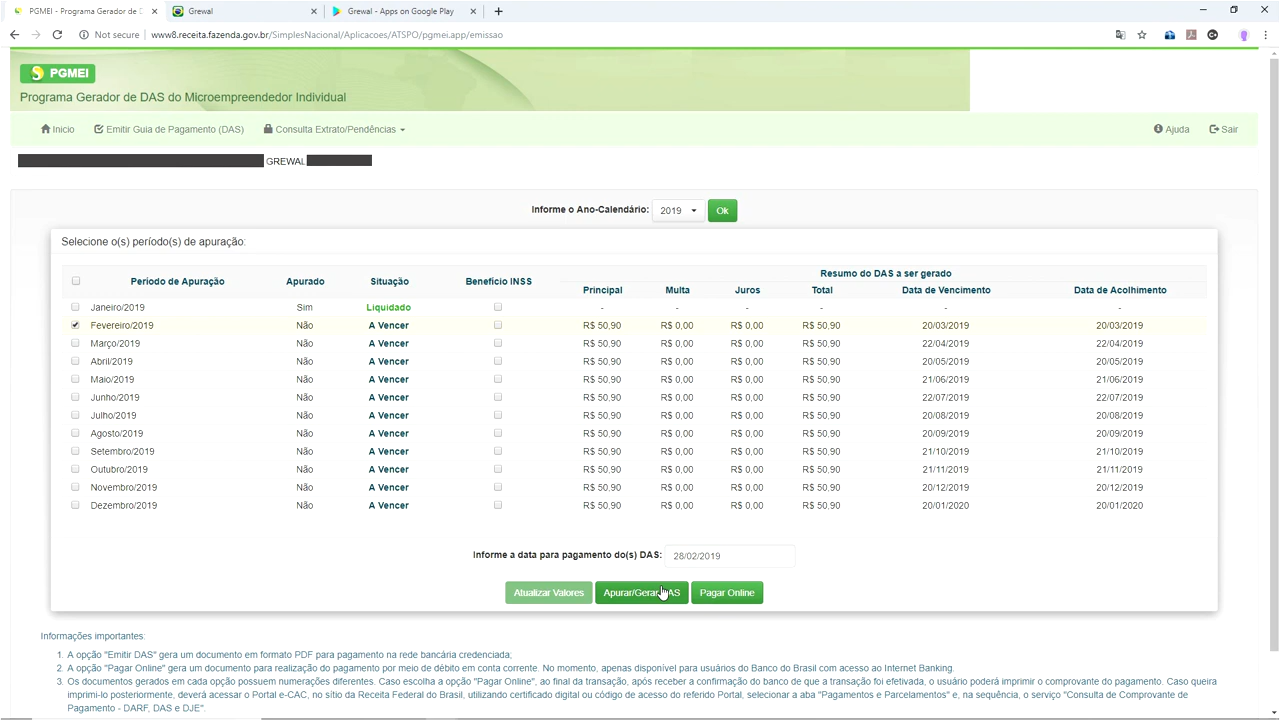 PGMEI - Programa Gerador de D
Grewal
Grewal - Apps on Google Play
Not secure | www8.receita.fazenda.gov.br/SimplesNacional/Aplicacoes/ATSPO/pgmei.app/emissao
PGMEI
Programa Gerador de DAS do Microempreendedor Individual
Inicio Emitir Guia de Pagamento (DAS) Consulta Extrato/Pendências Ajuda Sair
GREWAL
Informe o Ano-Calendário: 2019 Ok
Selecione o(s) período(s) de apuração:
Período de Apuração Apurado Situação Benefício INSS Resumo do DAS a ser gerado
Principal Multa Juros Total Data de Vencimento Data de Acolhimento
Janeiro/2019 Sim Liquidado - - - - - -
Fevereiro/2019 Não A Vencer R$ 50,90 R$ 0,00 R$ 0,00 R$ 50,90 20/03/2019 20/03/2019
Março/2019 Não A Vencer R$ 50,90 R$ 0,00 R$ 0,00 R$ 50,90 22/04/2019 22/04/2019
Abril/2019 Não A Vencer R$ 50,90 R$ 0,00 R$ 0,00 R$ 50,90 20/05/2019 20/05/2019
Maio/2019 Não A Vencer R$ 50,90 R$ 0,00 R$ 0,00 R$ 50,90 21/06/2019 21/06/2019
Junho/2019 Não A Vencer R$ 50,90 R$ 0,00 R$ 0,00 R$ 50,90 22/07/2019 22/07/2019
Julho/2019 Não A Vencer R$ 50,90 R$ 0,00 R$ 0,00 R$ 50,90 20/08/2019 20/08/2019
Agosto/2019 Não A Vencer R$ 50,90 R$ 0,00 R$ 0,00 R$ 50,90 20/09/2019 20/09/2019
Setembro/2019 Não A Vencer R$ 50,90 R$ 0,00 R$ 0,00 R$ 50,90 21/10/2019 21/10/2019
Outubro/2019 Não A Vencer R$ 50,90 R$ 0,00 R$ 0,00 R$ 50,90 21/11/2019 21/11/2019
Novembro/2019 Não A Vencer R$ 50,90 R$ 0,00 R$ 0,00 R$ 50,90 20/12/2019 20/12/2019
Dezembro/2019 Não A Vencer R$ 50,90 R$ 0,00 R$ 0,00 R$ 50,90 20/01/2020 20/01/2020
Informe a data para pagamento do(s) DAS: 28/02/2019
Atualizar Valores Apurar/Gerar DAS Pagar Online
Informações importantes:
1. A opção "Emitir DAS" gera um documento em formato PDF para pagamento na rede bancária credenciada;
2. A opção "Pagar Online" gera um documento para realização do pagamento por meio de débito em conta corrente. No momento, apenas disponível para usuários do Banco do Brasil com acesso ao Internet Banking.
3. Os documentos gerados em cada opção possuem numerações diferentes. Caso escolha a opção "Pagar Online", ao final da transação, após receber a confirmação do banco de que a transação foi efetivada, o usuário poderá imprimir o comprovante do pagamento. Caso queira
imprimi-lo posteriormente, deverá acessar o Portal e-CAC, no sítio da Receita Federal do Brasil, utilizando certificado digital ou código de acesso do referido Portal, selecionar a aba "Pagamentos e Parcelamentos" e, na sequência, o serviço "Consulta de Comprovante de
Pagamento - DARF, DAS e DJE".